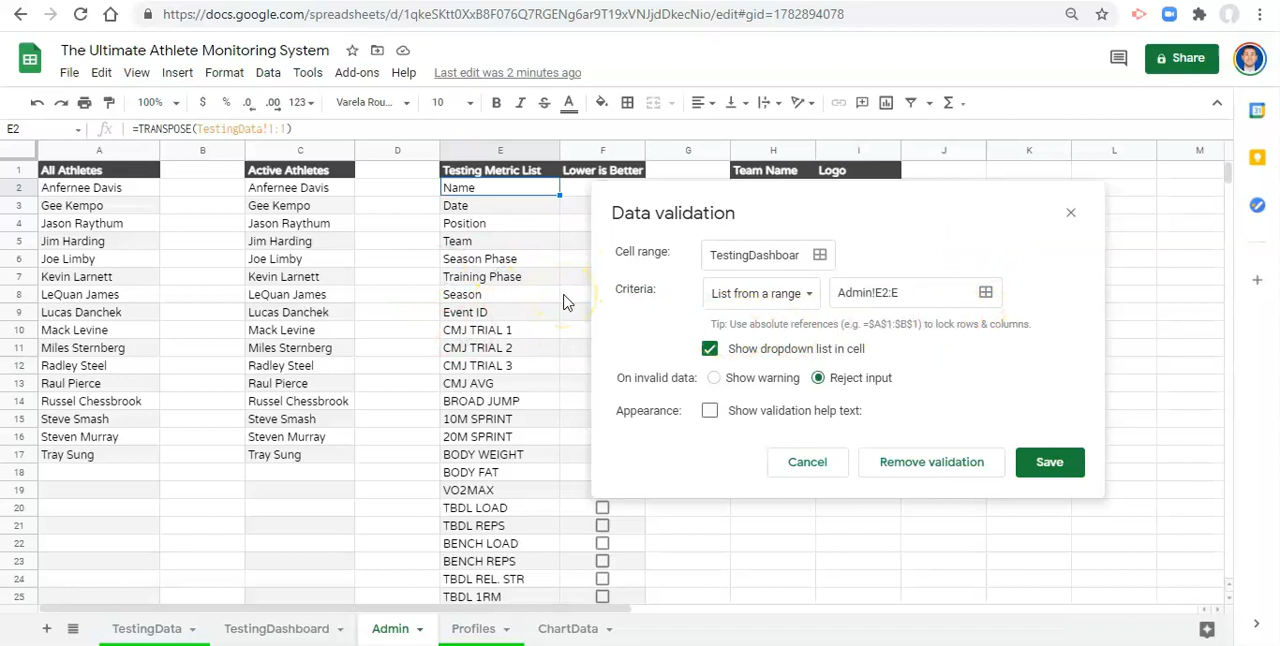 https://docs.google.com/spreadsheets/d/1qkeSKtt0XxB8F076Q7RGENg6ar9T19xVNJjdDkecNio/edit#gid=1782894078
The Ultimate Athlete Monitoring System
File Edit View Insert Format Data Tools Add-ons Help Last edit was 2 minutes ago
Share
100% $ % .0 .00 123 Varela Rou... 10 B I S A
E2 fx =TRANSPOSE(TestingData!1:1)
A B C D E F G H I J K L M
1 All Athletes Active Athletes Testing Metric List Lower is Better Team Name Logo
2 Anfernee Davis Anfernee Davis Name
3 Gee Kempo Gee Kempo Date
4 Jason Raythum Jason Raythum Position
5 Jim Harding Jim Harding Team
6 Joe Limby Joe Limby Season Phase
7 Kevin Larnett Kevin Larnett Training Phase
8 LeQuan James LeQuan James Season
9 Lucas Danchek Lucas Danchek Event ID
10 Mack Levine Mack Levine CMJ TRIAL 1
11 Miles Sternberg Miles Sternberg CMJ TRIAL 2
12 Radley Steel Radley Steel CMJ TRIAL 3
13 Raul Pierce Raul Pierce CMJ AVG
14 Russel Chessbrook Russel Chessbrook BROAD JUMP
15 Steve Smash Steve Smash 10M SPRINT
16 Steven Murray Steven Murray 20M SPRINT
17 Tray Sung Tray Sung BODY WEIGHT
18 BODY FAT
19 VO2MAX
20 TBDL LOAD
21 TBDL REPS
22 BENCH LOAD
23 BENCH REPS
24 TBDL REL. STR
25 TBDL 1RM
Data validation
Cell range: TestingDashboar
Criteria: List from a range Admin!E2:E
Tip: Use absolute references (e.g. =$A$1:$B$1) to lock rows & columns.
Show dropdown list in cell
On invalid data: Show warning Reject input
Appearance: Show validation help text:
Cancel Remove validation Save
TestingData TestingDashboard Admin Profiles ChartData